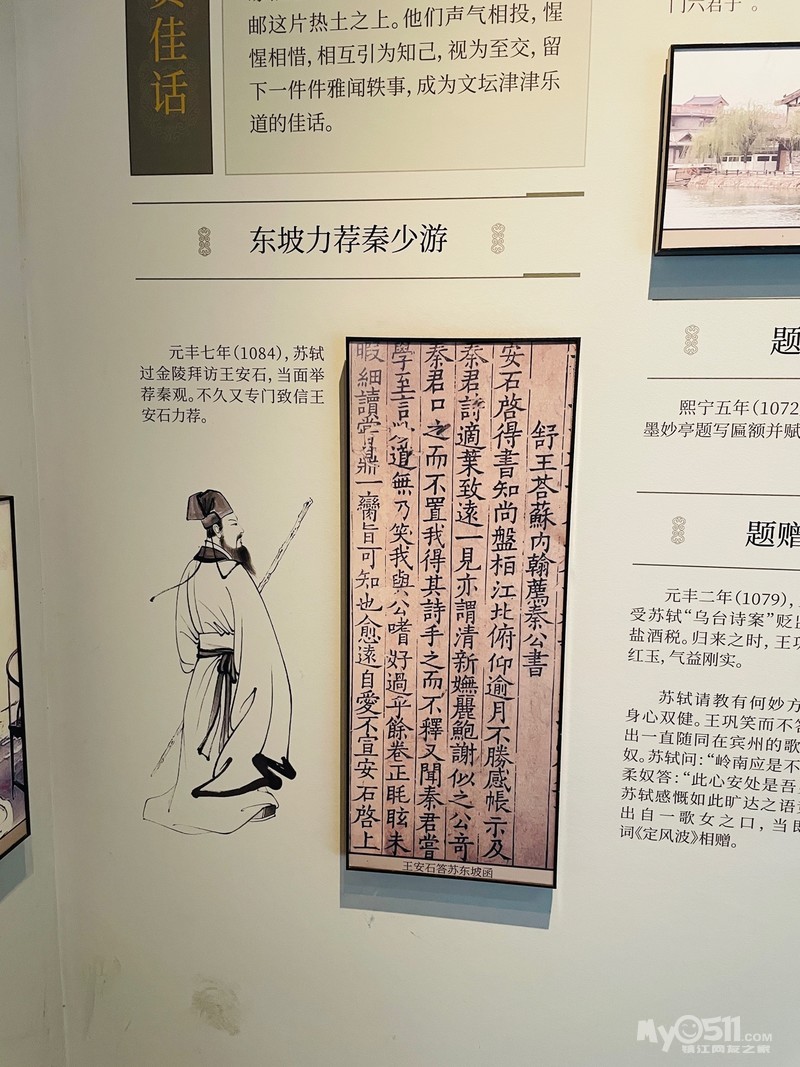 佳话
邮这片热土之上。他们声气相投，惺
惺相惜，相互引为知己，视为至交，留
下一件件雅闻轶事，成为文坛津津乐
道的佳话。
东坡力荐秦少游
元丰七年（1084），苏轼
过金陵拜访王安石，当面举
荐秦观。不久又专门致信王
安石力荐。
舒王荅蘇內翰薦秦公書
安石啓得書知尚盤桓江北俯仰逾月不勝感悵示及
秦君詩適葉致遠一見亦謂清新嫵麗鮑謝似之公奇
秦君口之而不置我得其詩手之而不釋又聞秦君嘗
學至言妙道無乃笑我與公嗜好過乎餘卷正眊眩未
暇細讀嘗鼎一臠旨可知也愈遠自愛不宣安石啓上
王安石答苏东坡函
门六君子”。
题
熙宁五年（1072
墨妙亭题写匾额并赋
题赠
元丰二年（1079），
受苏轼“乌台诗案”贬
盐酒税。归来之时，王巩
红玉，气益刚实。
苏轼请教有何妙方
身心双健。王巩笑而不答
出一直随同在宾州的歌
奴。苏轼问：“岭南应是不
柔奴答：“此心安处是吾
苏轼感慨如此旷达之语
出自一歌女之口，当即
词《定风波》相赠。
My0511.COM
镇江网友之家